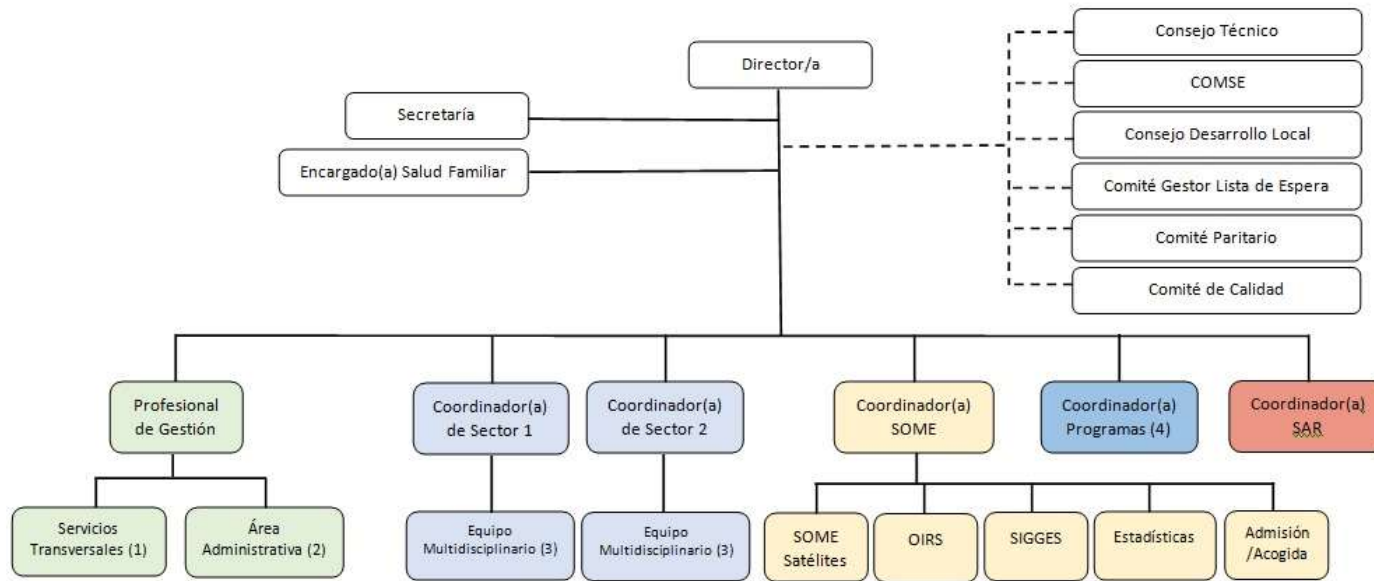 Director/a
Secretaría
Encargado(a) Salud Familiar
Consejo Técnico
COMSE
Consejo Desarrollo Local
Comité Gestor Lista de Espera
Comité Paritario
Comité de Calidad
Profesional
de Gestión
Coordinador(a)
de Sector 1
Coordinador(a)
de Sector 2
Coordinador(a)
SOME
Coordinador(a)
Programas (4)
Coordinador(a)
SAR
Servicios
Transversales (1)
Área
Administrativa (2)
Equipo
Multidisciplinario (3)
Equipo
Multidisciplinario (3)
SOME
Satélites
OIRS
SIGGES
Estadísticas
Admisión
/Acogida